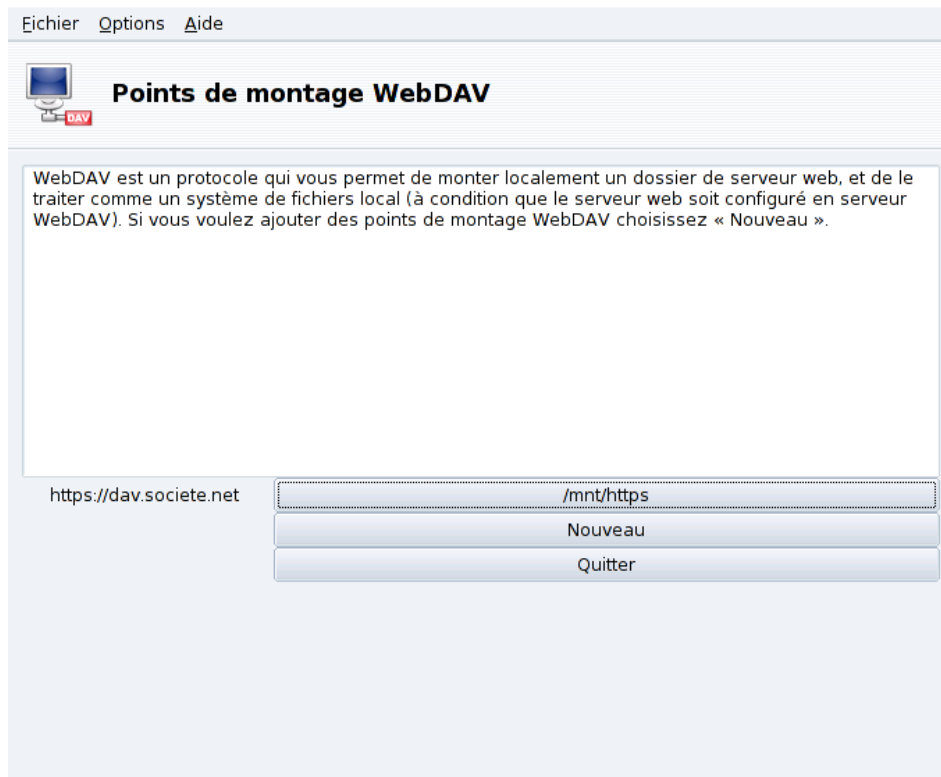 Fichier Options Aide
DAV
Points de montage WebDAV
WebDAV est un protocole qui vous permet de monter localement un dossier de serveur web, et de le
traiter comme un système de fichiers local (à condition que le serveur web soit configuré en serveur
WebDAV). Si vous voulez ajouter des points de montage WebDAV choisissez « Nouveau ».
https://dav.societe.net /mnt/https
Nouveau
Quitter